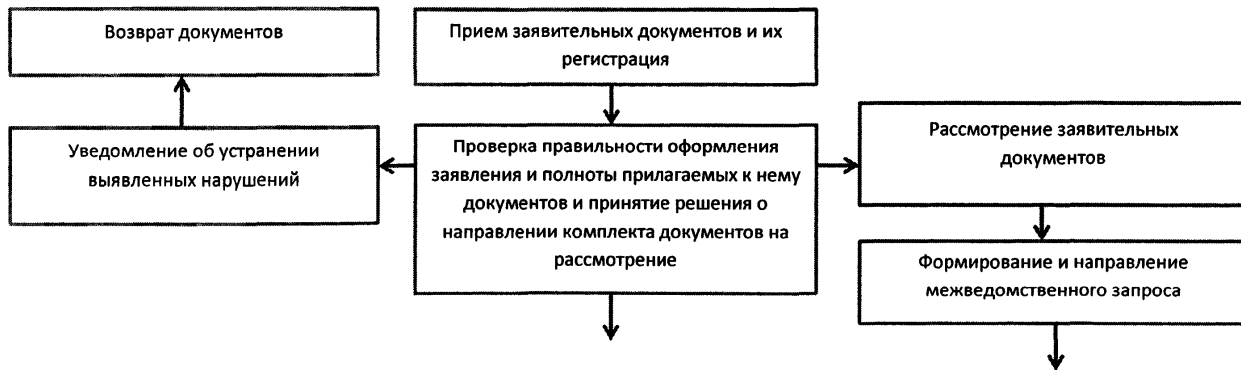 Возврат документов
Прием заявительных документов и их
регистрация
Уведомление об устранении
выявленных нарушений
Проверка правильности оформления
заявления и полноты прилагаемых к нему
документов и принятие решения о
направлении комплекта документов на
рассмотрение
Рассмотрение заявительных
документов
Формирование и направление
межведомственного запроса